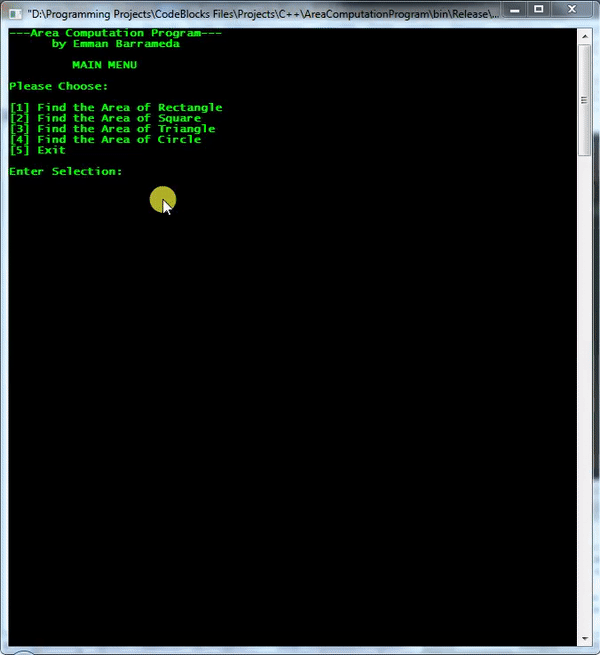 "D:\Programming Projects\CodeBlocks Files\Projects\C++\AreaComputationProgram\bin\Release\...
---Area Computation Program---
by Emman Barrameda
MAIN MENU
Please Choose:
[1] Find the Area of Rectangle
[2] Find the Area of Square
[3] Find the Area of Triangle
[4] Find the Area of Circle
[5] Exit
Enter Selection: